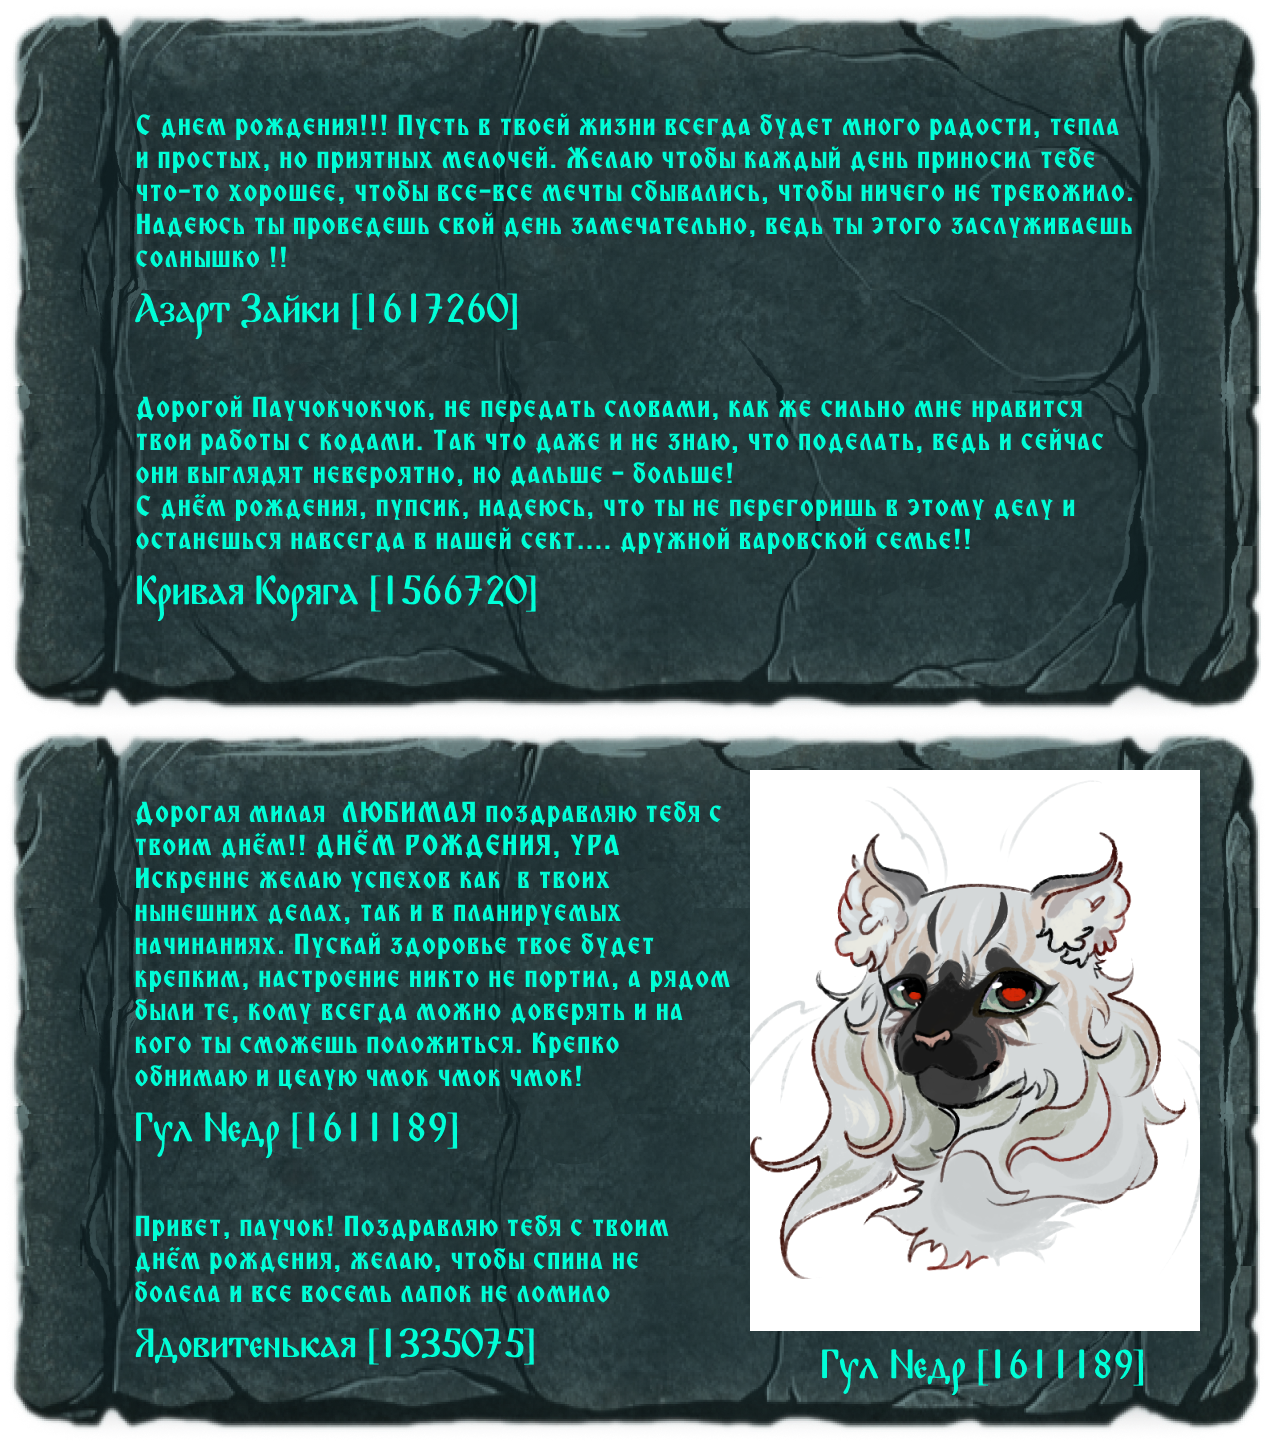 С днем рождения!!! Пусть в твоей жизни всегда будет много радости, тепла
и простых, но приятных мелочей. Желаю чтобы каждый день приносил тебе
что-то хорошее, чтобы все-все мечты сбывались, чтобы ничего не тревожило.
Надеюсь ты проведешь свой день замечательно, ведь ты этого заслуживаешь
солнышко !!
Азарт Зайки [1617260]
Дорогой Паучокчокчок, не передать словами, как же сильно мне нравится
твои работы с кодами. Так что даже и не знаю, что поделать, ведь и сейчас
они выглядят невероятно, но дальше - больше!
С днём рождения, пупсик, надеюсь, что ты не перегоришь в этому делу и
останешься навсегда в нашей сект.... дружной варовской семье!!
Кривая Коряга [1566720]
Дорогая милая ЛЮБИМАЯ поздравляю тебя с
твоим днём!! ДНЁМ РОЖДЕНИЯ, УРА
Искренне желаю успехов как в твоих
нынешних делах, так и в планируемых
начинаниях. Пускай здоровье твое будет
крепким, настроение никто не портил, а рядом
были те, кому всегда можно доверять и на
кого ты сможешь положиться. Крепко
обнимаю и целую чмок чмок чмок!
Гул Недр [1611189]
Привет, паучок! Поздравляю тебя с твоим
днём рождения, желаю, чтобы спина не
болела и все восемь лапок не ломило
Ядовитенькая [1335075]
Гул Недр [1611189]